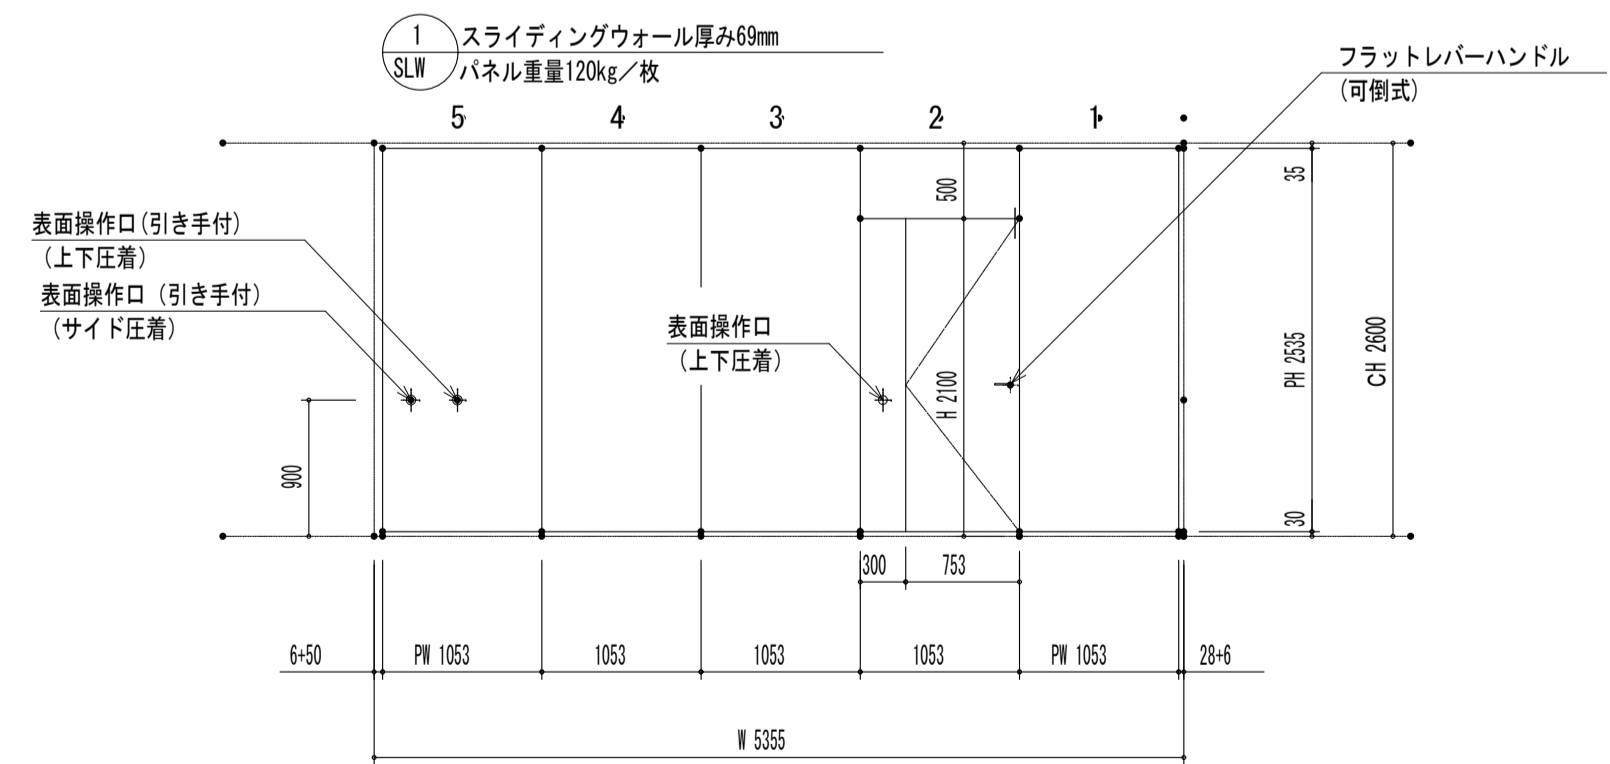 1
SLW
スライディングウォール厚み69mm
パネル重量120kg／枚
フラットレバーハンドル
(可倒式)
5
4
3
2
1
35
500
表面操作口(引き手付)
(上下圧着)
表面操作口 (引き手付)
(サイド圧着)
表面操作口
(上下圧着)
H 2100
PH 2535
CH 2600
900
30
300
753
6+50
PW 1053
1053
1053
1053
PW 1053
28+6
W 5355